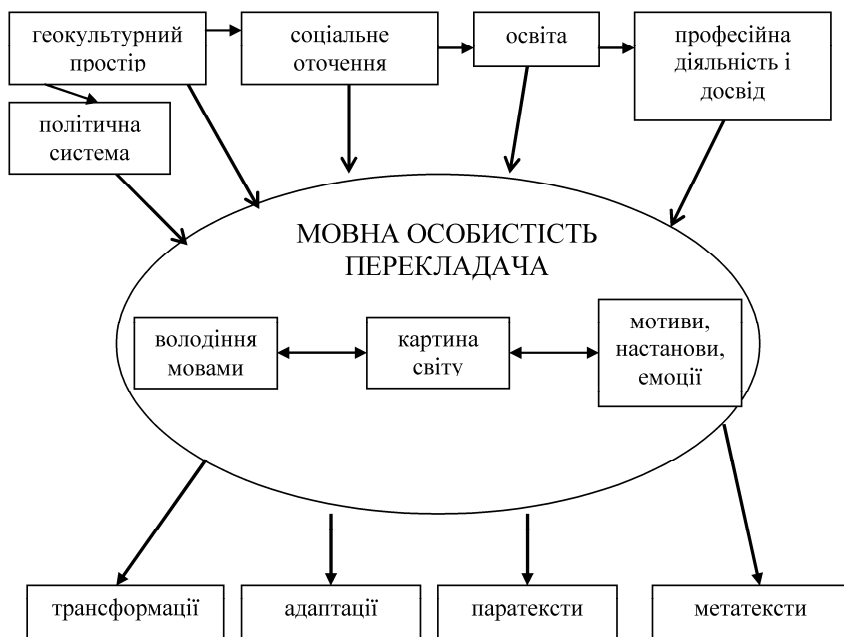 геокультурний
простір
соціальне
оточення
освіта
професійна
діяльність і
досвід
політична
система
МОВНА ОСОБИСТІСТЬ
ПЕРЕКЛАДАЧА
володіння
мовами
картина
світу
мотиви,
настанови,
емоції
трансформації
адаптації
паратексти
метатексти